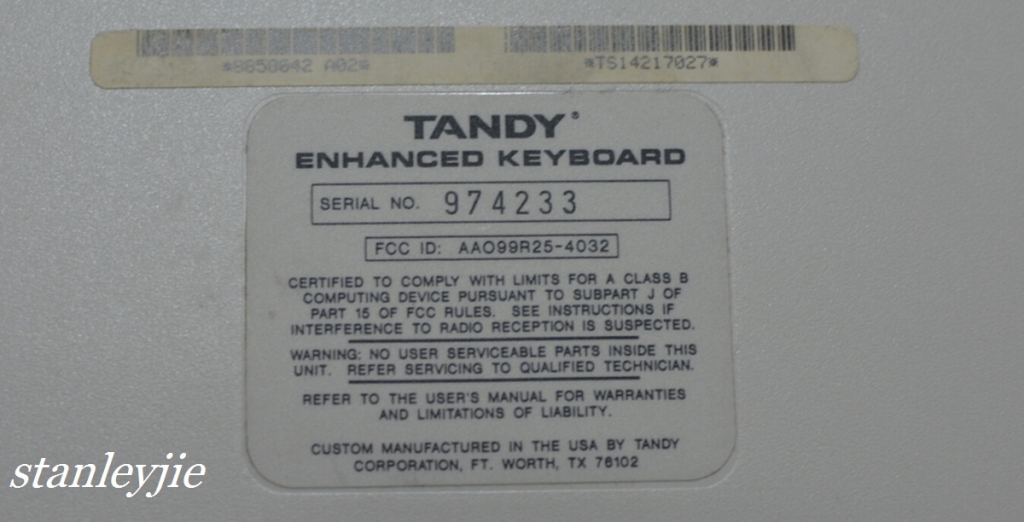 *8658642 A02*
*TS14217027*
TANDY®
ENHANCED KEYBOARD
SERIAL NO. 974233
FCC ID: AAO99R25-4032
CERTIFIED TO COMPLY WITH LIMITS FOR A CLASS B
COMPUTING DEVICE PURSUANT TO SUBPART J OF
PART 15 OF FCC RULES. SEE INSTRUCTIONS IF
INTERFERENCE TO RADIO RECEPTION IS SUSPECTED.
WARNING: NO USER SERVICEABLE PARTS INSIDE THIS
UNIT. REFER SERVICING TO QUALIFIED TECHNICIAN.
REFER TO THE USER'S MANUAL FOR WARRANTIES
AND LIMITATIONS OF LIABILITY.
CUSTOM MANUFACTURED IN THE USA BY TANDY
CORPORATION, FT. WORTH, TX 76102
stanleyjie